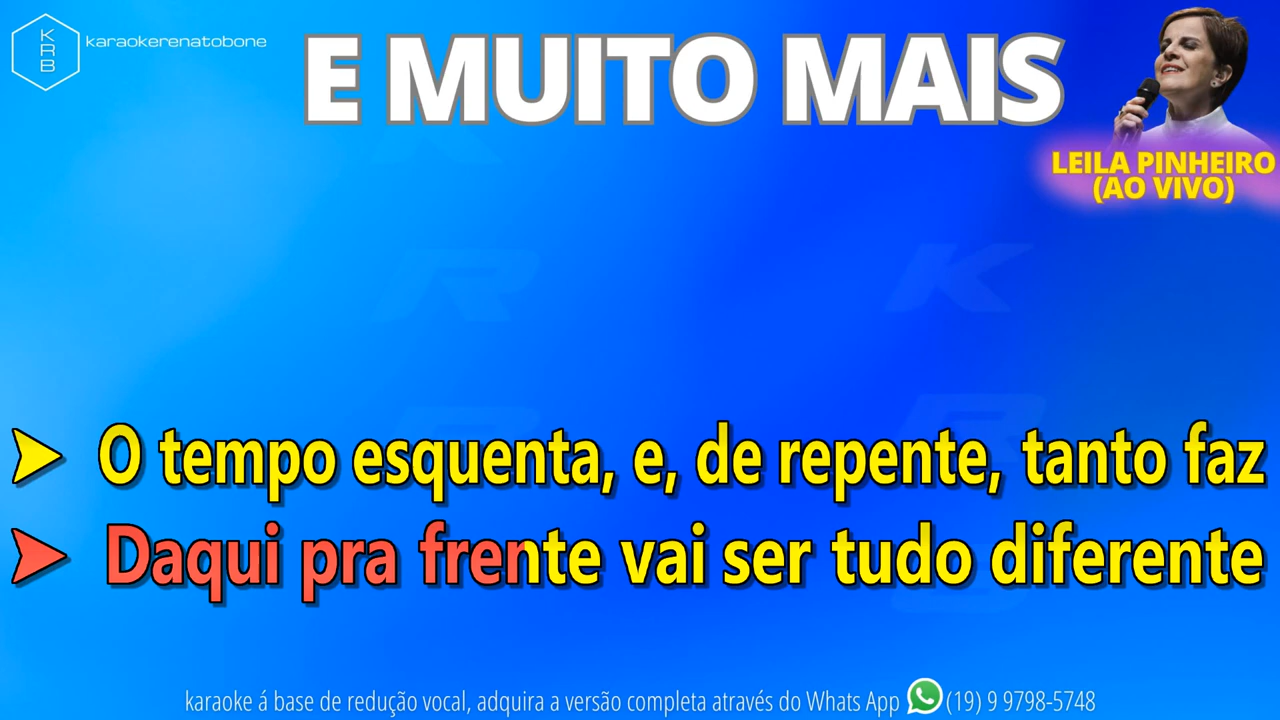 K
R
B
karaokerenatobone
E MUITO MAIS
LEILA PINHEIRO
(AO VIVO)
K
R
K
B
O tempo esquenta, e, de repente, tanto faz
Daqui pra frente vai ser tudo diferente
karaoke á base de redução vocal, adquira a versão completa através do Whats App (19) 9 9798-5748